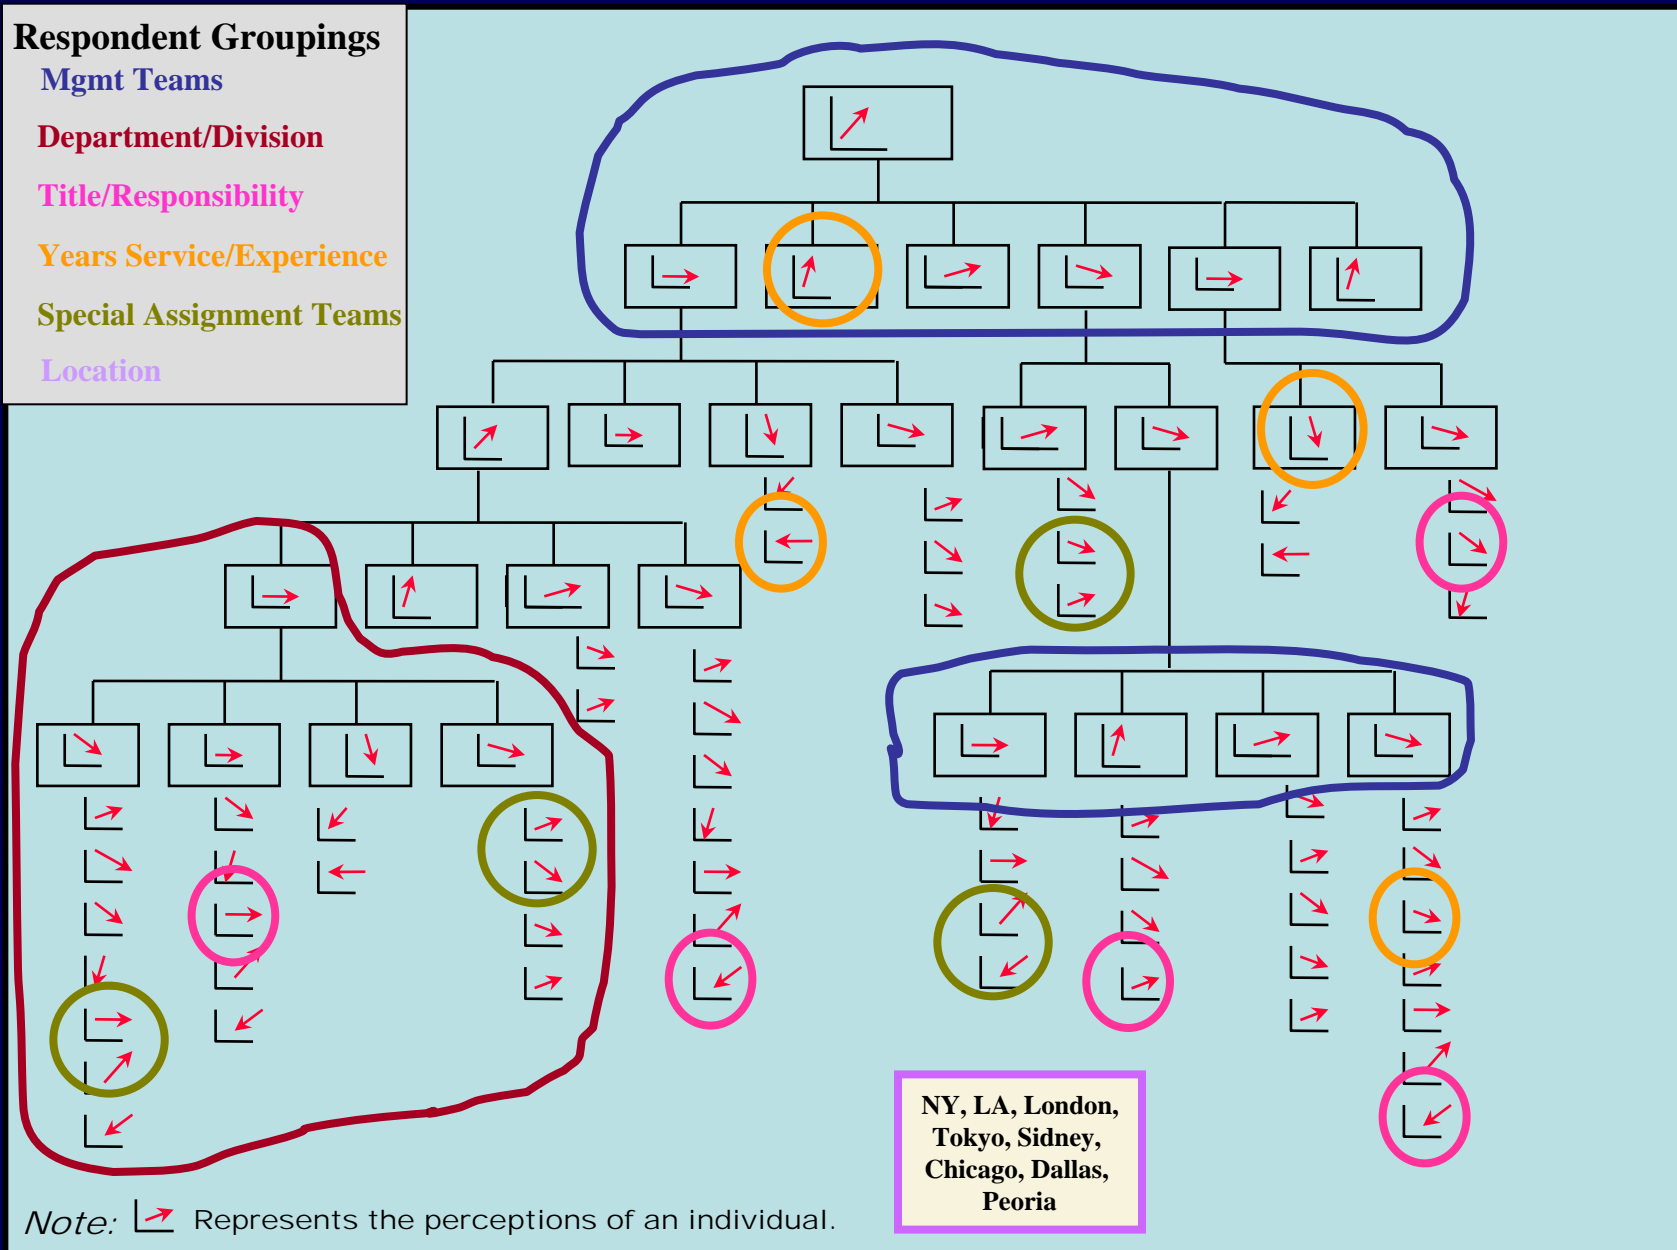 Respondent Groupings
Mgmt Teams
Department/Division
Title/Responsibility
Years Service/Experience
Special Assignment Teams
Location
NY, LA, London,
Tokyo, Sidney,
Chicago, Dallas,
Peoria
Note: Represents the perceptions of an individual.